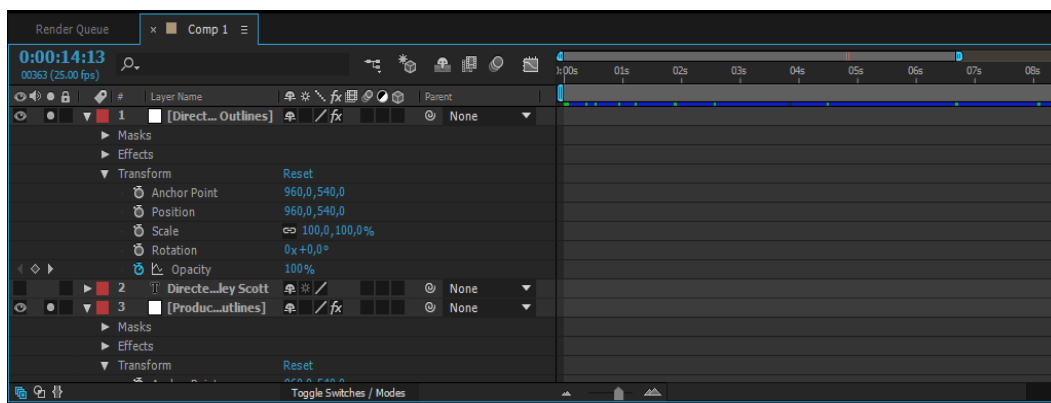 Render Queue × Comp 1
0:00:14:13
00363 (25.00 fps)
):00s 01s 02s 03s 04s 05s 06s 07s 08s
# Layer Name fx Parent
1 [Direct... Outlines] fx None
Masks
Effects
Transform Reset
Anchor Point 960,0,540,0
Position 960,0,540,0
Scale 100,0,100,0%
Rotation 0x+0,0°
Opacity 100%
2 T Directe...ley Scott None
3 [Produc...utlines] fx None
Masks
Effects
Transform Reset
Toggle Switches / Modes